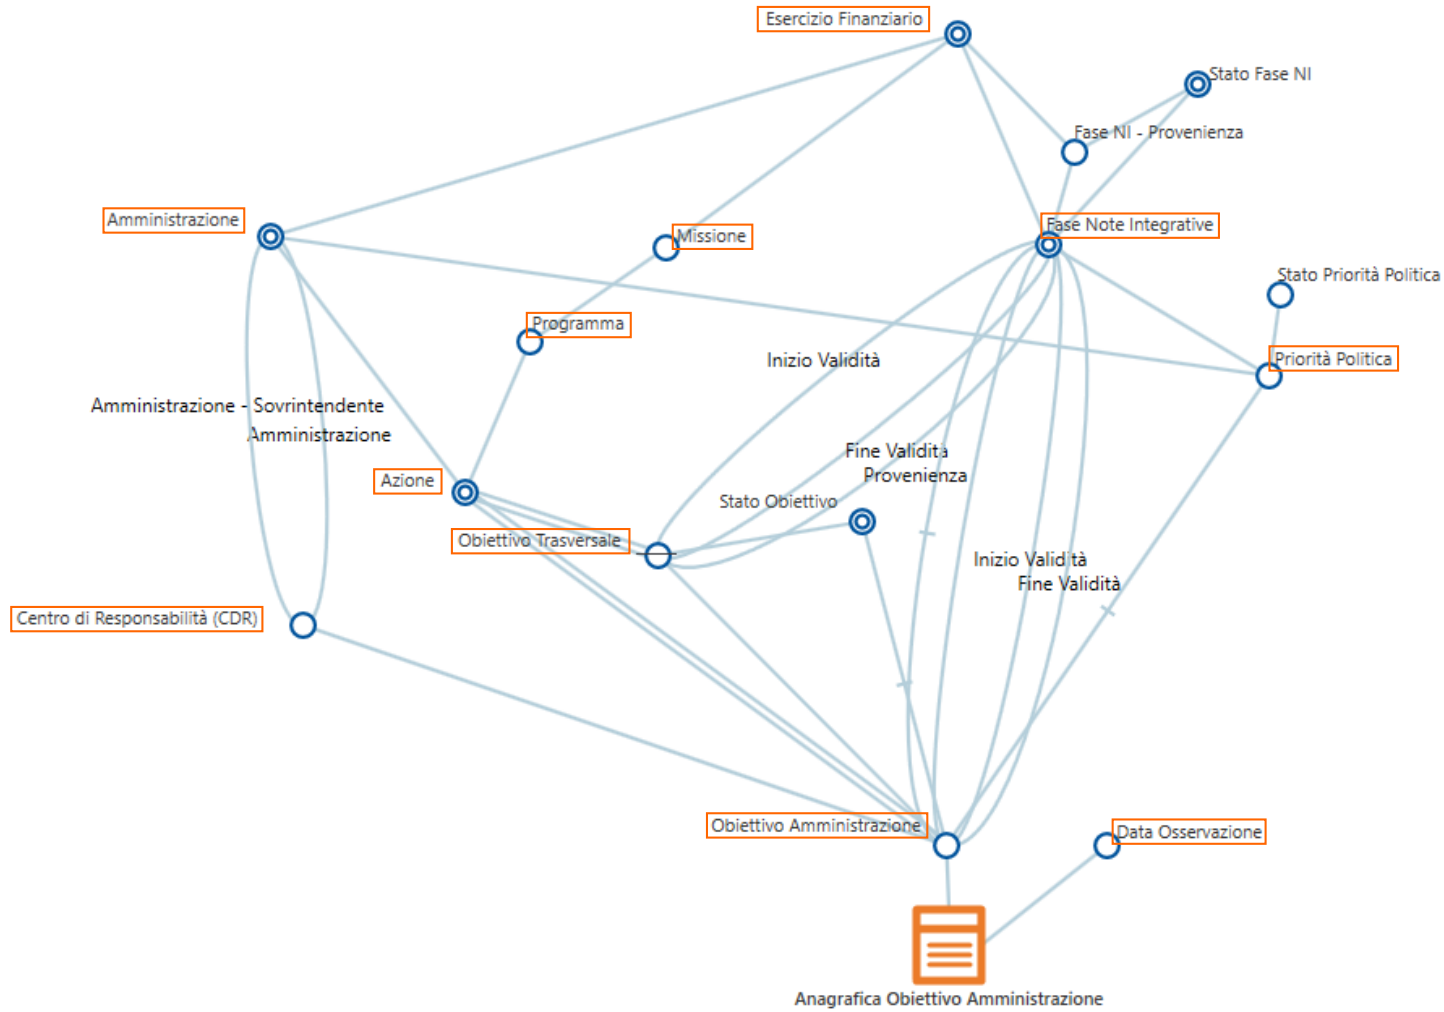 Esercizio Finanziario
Stato Fase NI
Fase NI - Provenienza
Amministrazione
Fase Note Integrative
Missione
Stato Priorità Politica
Programma
Priorità Politica
Inizio Validità
Amministrazione - Sovrintendente
Amministrazione
Fine Validità
Provenienza
Azione
Stato Obiettivo
Obiettivo Trasversale
Inizio Validità
Fine Validità
Centro di Responsabilità (CDR)
Obiettivo Amministrazione
Data Osservazione
Anagrafica Obiettivo Amministrazione